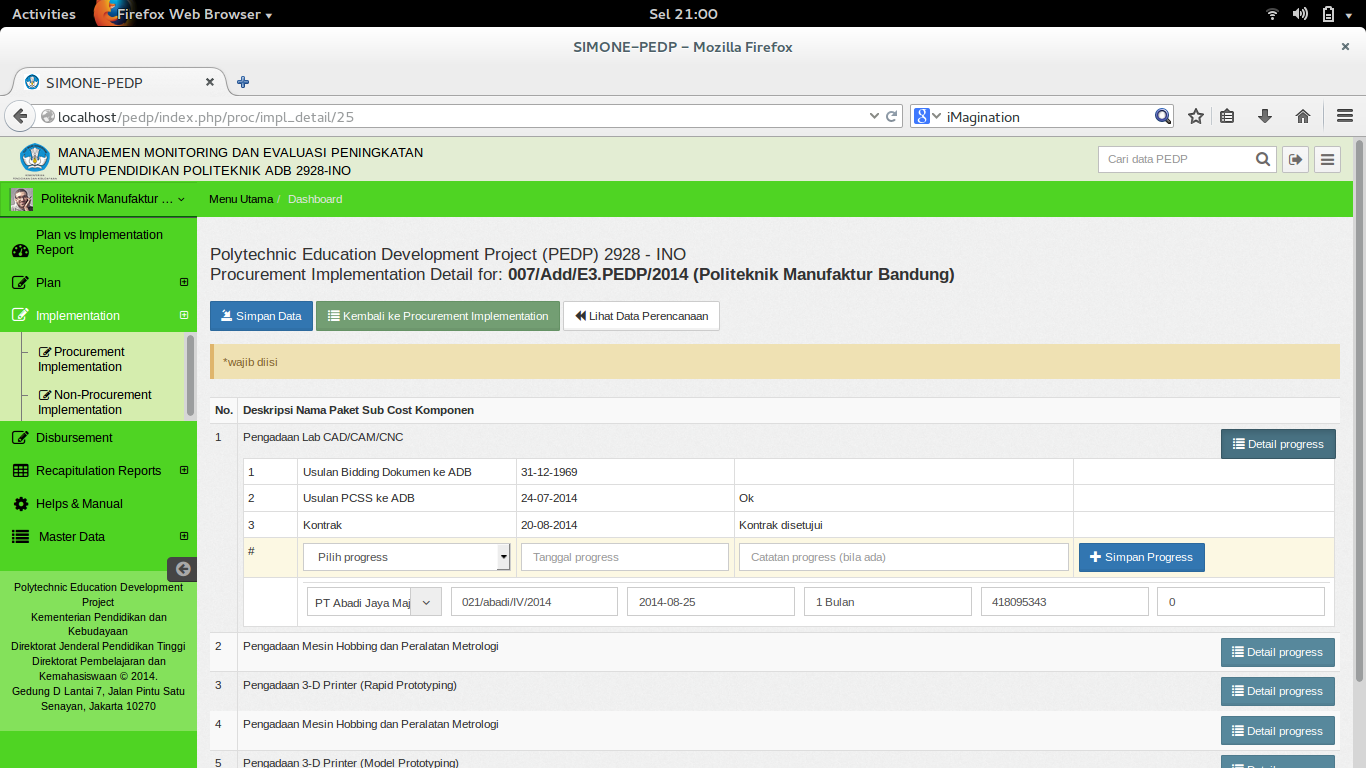 Activities Firefox Web Browser Sel 21:00
SIMONE-PEDP - Mozilla Firefox
SIMONE-PEDP
localhost/pedp/index.php/proc/impl_detail/25 iMagination
MANAJEMEN MONITORING DAN EVALUASI PENINGKATAN
MUTU PENDIDIKAN POLITEKNIK ADB 2928-INO
Cari data PEDP
Politeknik Manufaktur ...
Menu Utama / Dashboard
Plan vs Implementation
Report
Plan
Implementation
Procurement
Implementation
Non-Procurement
Implementation
Disbursement
Recapitulation Reports
Helps & Manual
Master Data
Polytechnic Education Development
Project
Kementerian Pendidikan dan
Kebudayaan
Direktorat Jenderal Pendidikan Tinggi
Direktorat Pembelajaran dan
Kemahasiswaan © 2014.
Gedung D Lantai 7, Jalan Pintu Satu
Senayan, Jakarta 10270
Polytechnic Education Development Project (PEDP) 2928 - INO
Procurement Implementation Detail for: 007/Add/E3.PEDP/2014 (Politeknik Manufaktur Bandung)
Simpan Data Kembali ke Procurement Implementation Lihat Data Perencanaan
*wajib diisi
No. Deskripsi Nama Paket Sub Cost Komponen
1 Pengadaan Lab CAD/CAM/CNC Detail progress
1 Usulan Bidding Dokumen ke ADB 31-12-1969
2 Usulan PCSS ke ADB 24-07-2014 Ok
3 Kontrak 20-08-2014 Kontrak disetujui
# Pilih progress Tanggal progress Catatan progress (bila ada) Simpan Progress
PT Abadi Jaya Maj 021/abadi/IV/2014 2014-08-25 1 Bulan 418095343 0
2 Pengadaan Mesin Hobbing dan Peralatan Metrologi Detail progress
3 Pengadaan 3-D Printer (Rapid Prototyping) Detail progress
4 Pengadaan Mesin Hobbing dan Peralatan Metrologi Detail progress
5 Pengadaan 3-D Printer (Model Prototyping)